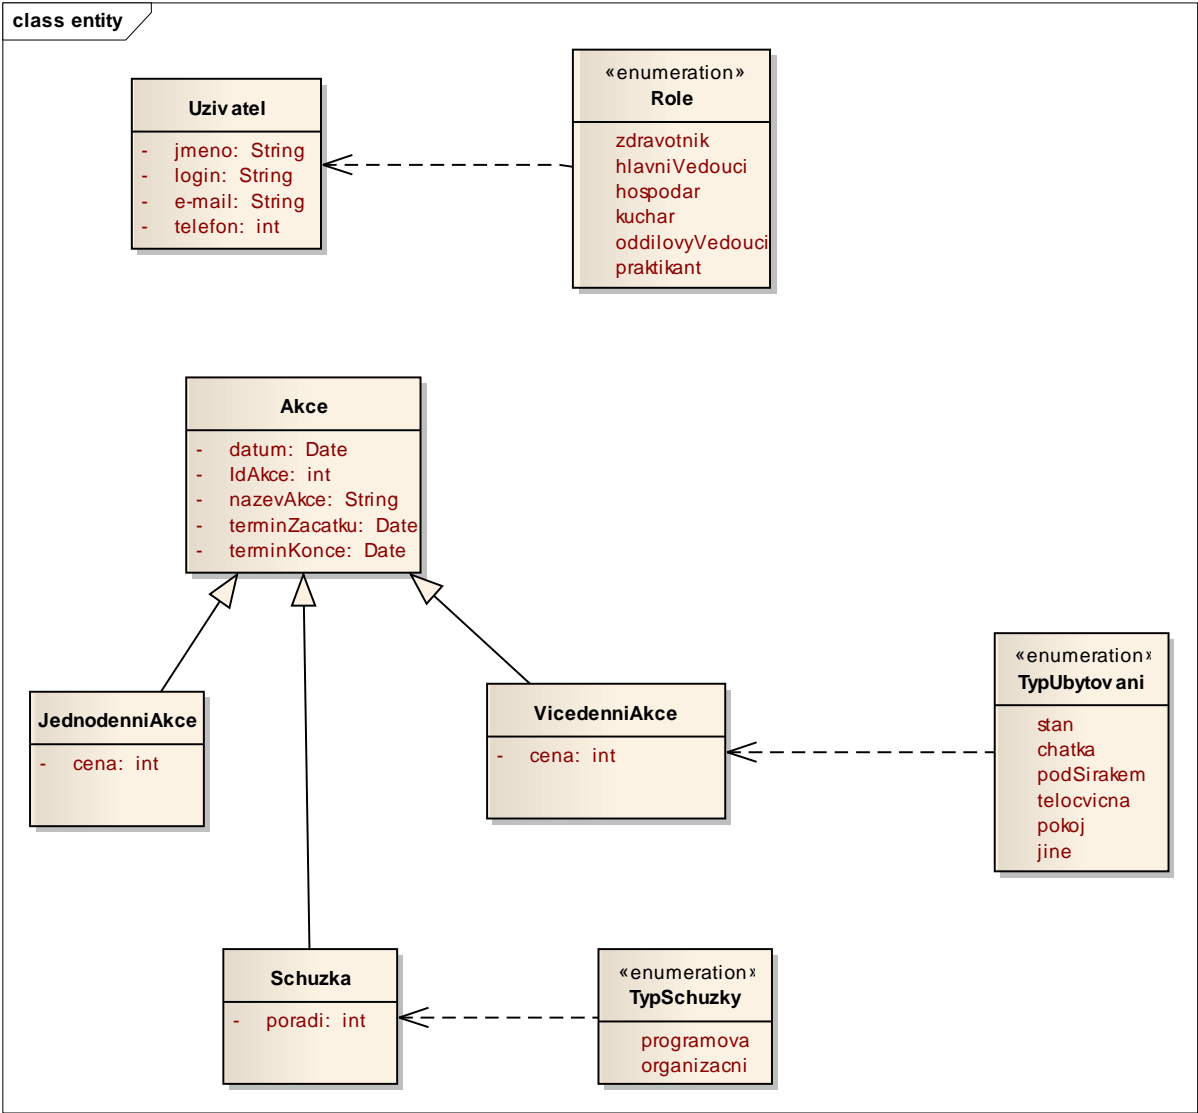 class entity
Uzivatel
- jmeno: String
- login: String
- e-mail: String
- telefon: int
«enumeration»
Role
zdravotnik
hlavniVedouci
hospodar
kuchar
oddilovyVedouci
praktikant
Akce
- datum: Date
- IdAkce: int
- nazevAkce: String
- terminZacatku: Date
- terminKonce: Date
JednodenniAkce
- cena: int
VicedenniAkce
- cena: int
«enumeration»
TypUbytovani
stan
chatka
podSirakem
telocvicna
pokoj
jine
Schuzka
- poradi: int
«enumeration»
TypSchuzky
programova
organizacni